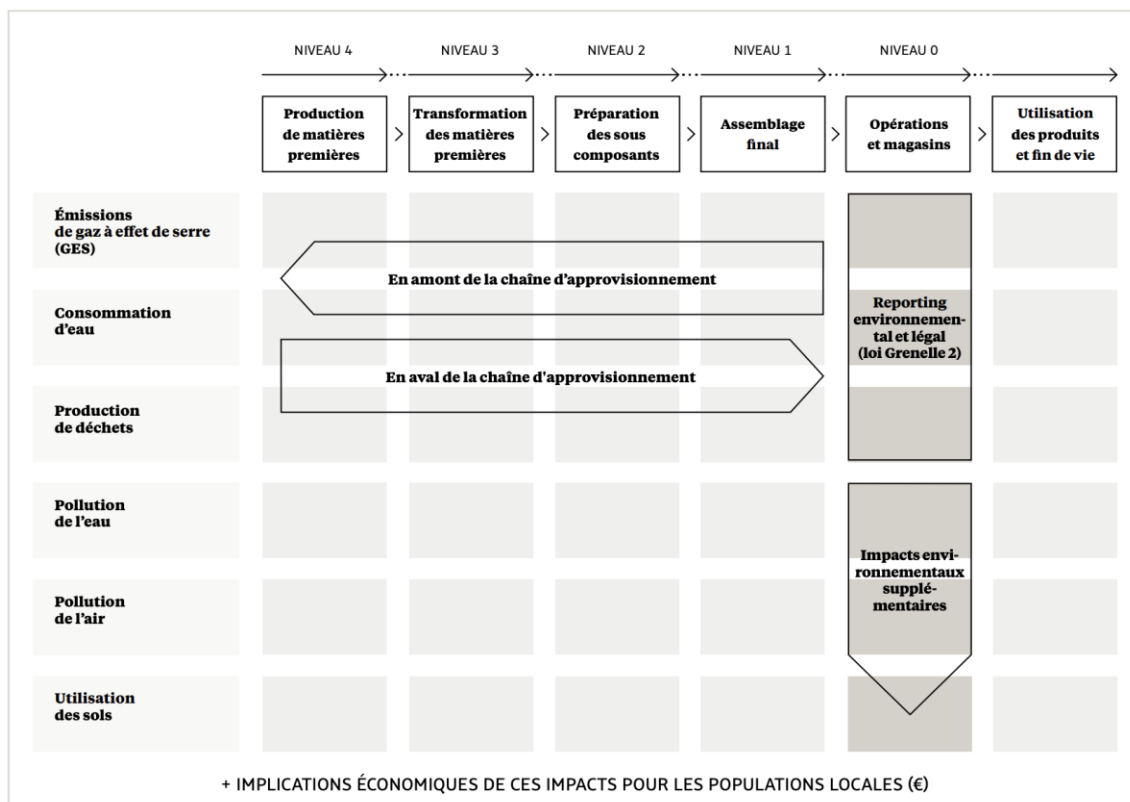 NIVEAU 4
NIVEAU 3
NIVEAU 2
NIVEAU 1
NIVEAU 0
Production
de matières
premières
Transformation
des matières
premières
Préparation
des sous
composants
Assemblage
final
Opérations
et magasins
Utilisation
des produits
et fin de vie
Émissions
de gaz à effet de serre
(GES)
En amont de la chaîne d’approvisionnement
Consommation
d’eau
Reporting
environnemen-
tal et légal
(loi Grenelle 2)
En aval de la chaîne d'approvisionnement
Production
de déchets
Pollution
de l’eau
Impacts envi-
ronnementaux
supplé-
mentaires
Pollution
de l’air
Utilisation
des sols
+ IMPLICATIONS ÉCONOMIQUES DE CES IMPACTS POUR LES POPULATIONS LOCALES (€)